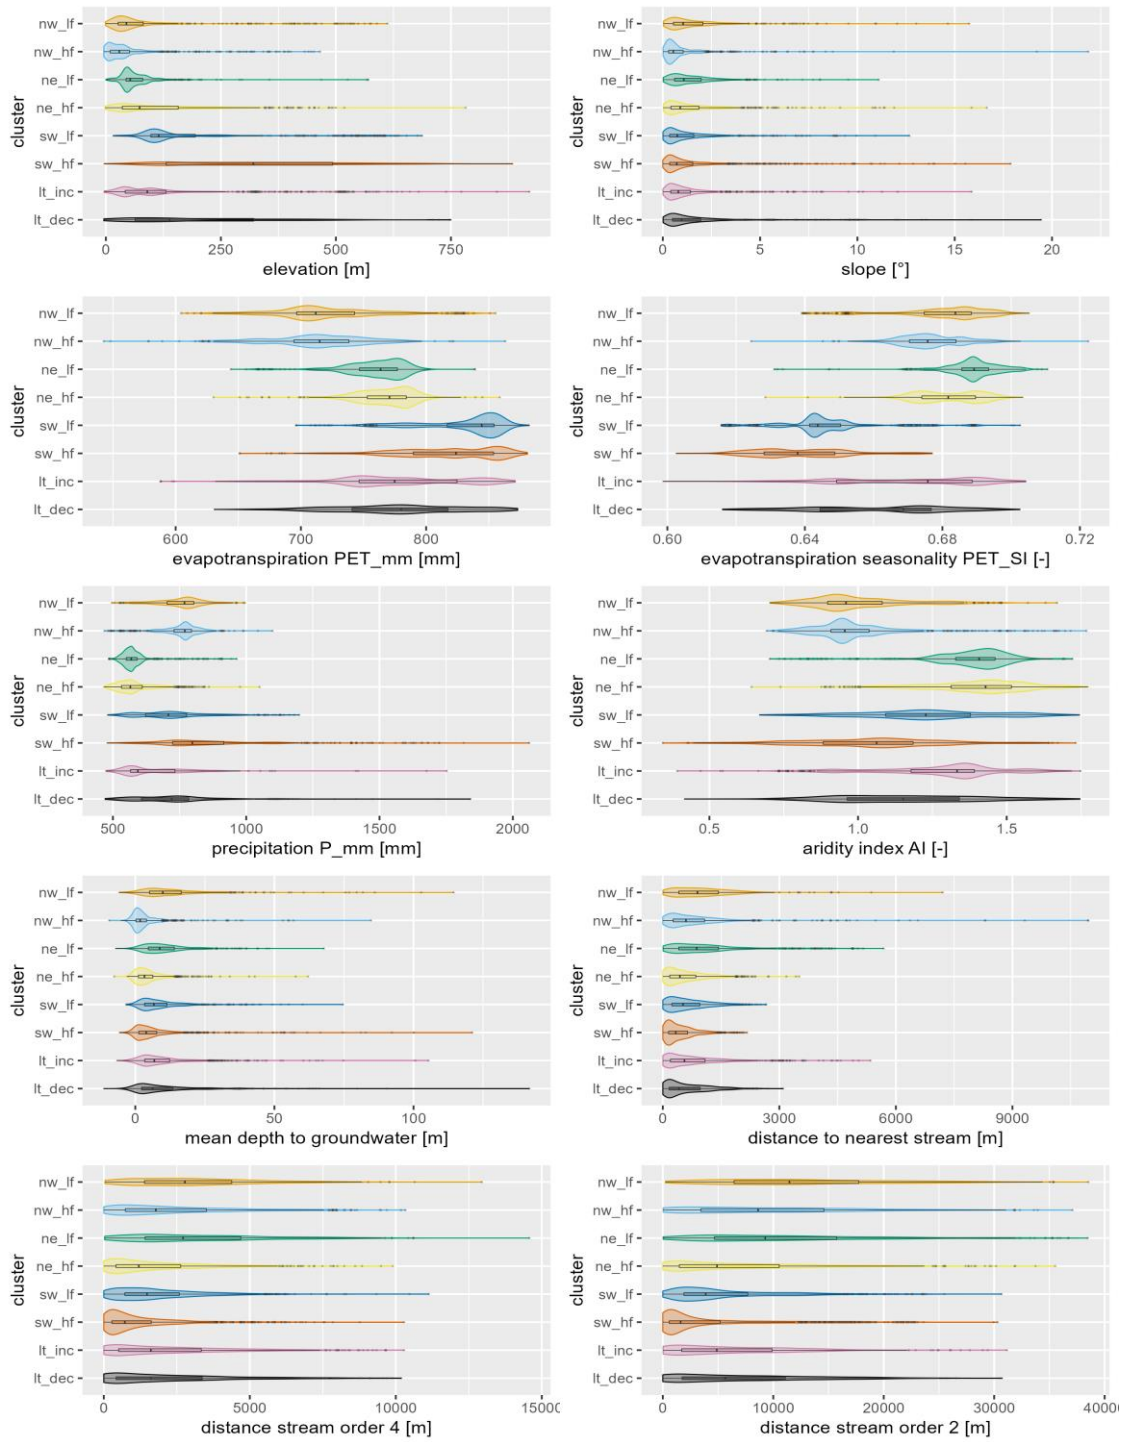 nw_lf
nw_hf
ne_lf
ne_hf
sw_lf
sw_hf
lt_inc
lt_dec
cluster
0 250 500 750
elevation [m]
nw_lf
nw_hf
ne_lf
ne_hf
sw_lf
sw_hf
lt_inc
lt_dec
cluster
0 5 10 15 20
slope [°]
nw_lf
nw_hf
ne_lf
ne_hf
sw_lf
sw_hf
lt_inc
lt_dec
cluster
600 700 800
evapotranspiration PET_mm [mm]
nw_lf
nw_hf
ne_lf
ne_hf
sw_lf
sw_hf
lt_inc
lt_dec
cluster
0.60 0.64 0.68 0.72
evapotranspiration seasonality PET_SI [-]
nw_lf
nw_hf
ne_lf
ne_hf
sw_lf
sw_hf
lt_inc
lt_dec
cluster
500 1000 1500 2000
precipitation P_mm [mm]
nw_lf
nw_hf
ne_lf
ne_hf
sw_lf
sw_hf
lt_inc
lt_dec
cluster
0.5 1.0 1.5
aridity index AI [-]
nw_lf
nw_hf
ne_lf
ne_hf
sw_lf
sw_hf
lt_inc
lt_dec
cluster
0 50 100
mean depth to groundwater [m]
nw_lf
nw_hf
ne_lf
ne_hf
sw_lf
sw_hf
lt_inc
lt_dec
cluster
0 3000 6000 9000
distance to nearest stream [m]
nw_lf
nw_hf
ne_lf
ne_hf
sw_lf
sw_hf
lt_inc
lt_dec
cluster
0 5000 10000 15000
distance stream order 4 [m]
nw_lf
nw_hf
ne_lf
ne_hf
sw_lf
sw_hf
lt_inc
lt_dec
cluster
0 10000 20000 30000 40000
distance stream order 2 [m]